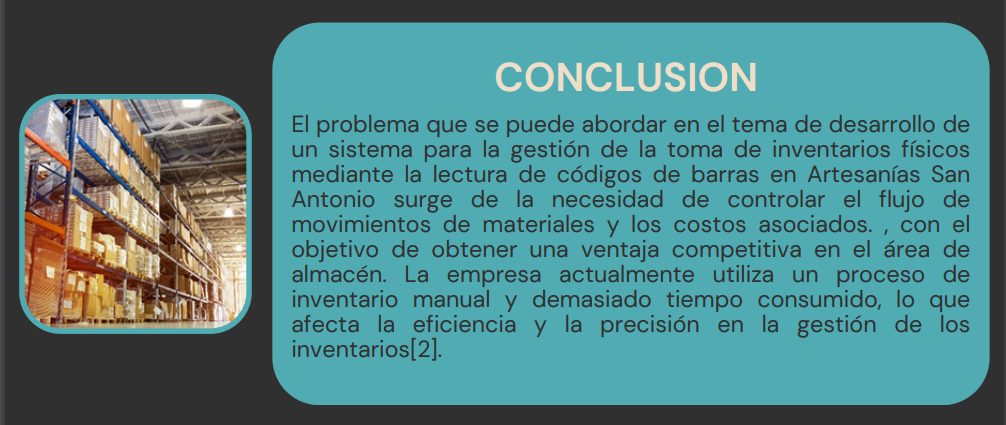 CONCLUSION
El problema que se puede abordar en el tema de desarrollo de
un sistema para la gestión de la toma de inventarios físicos
mediante la lectura de códigos de barras en Artesanías San
Antonio surge de la necesidad de controlar el flujo de
movimientos de materiales y los costos asociados. , con el
objetivo de obtener una ventaja competitiva en el área de
almacén. La empresa actualmente utiliza un proceso de
inventario manual y demasiado tiempo consumido, lo que
afecta la eficiencia y la precisión en la gestión de los
inventarios[2].